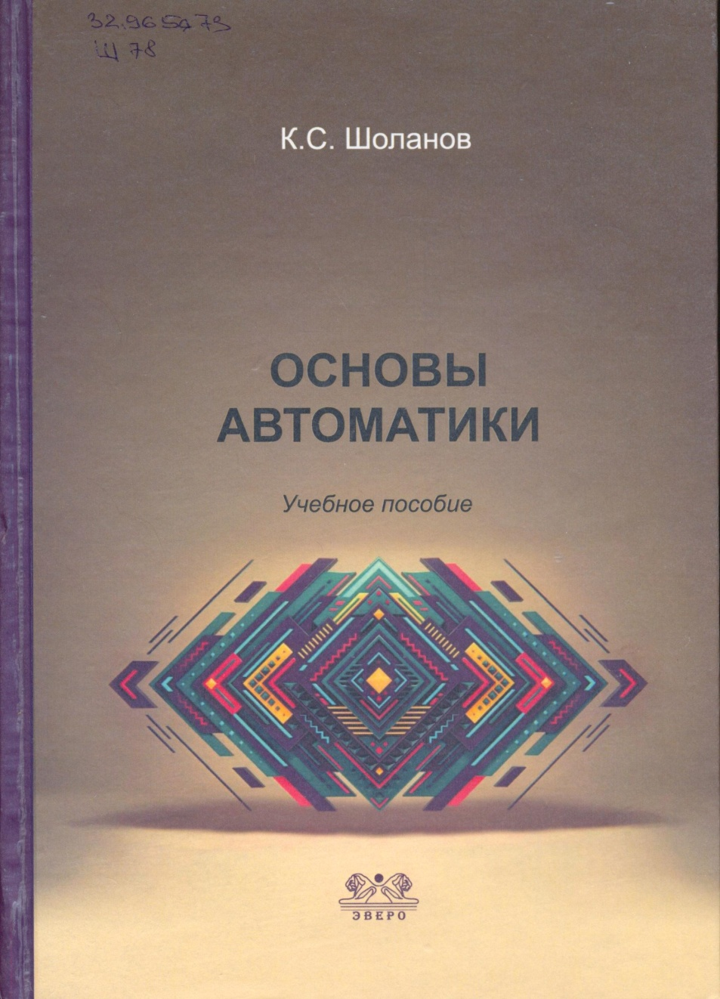 32.965я73
Ш 78
К.С. Шоланов
ОСНОВЫ
АВТОМАТИКИ
Учебное пособие
ЭВЕРО